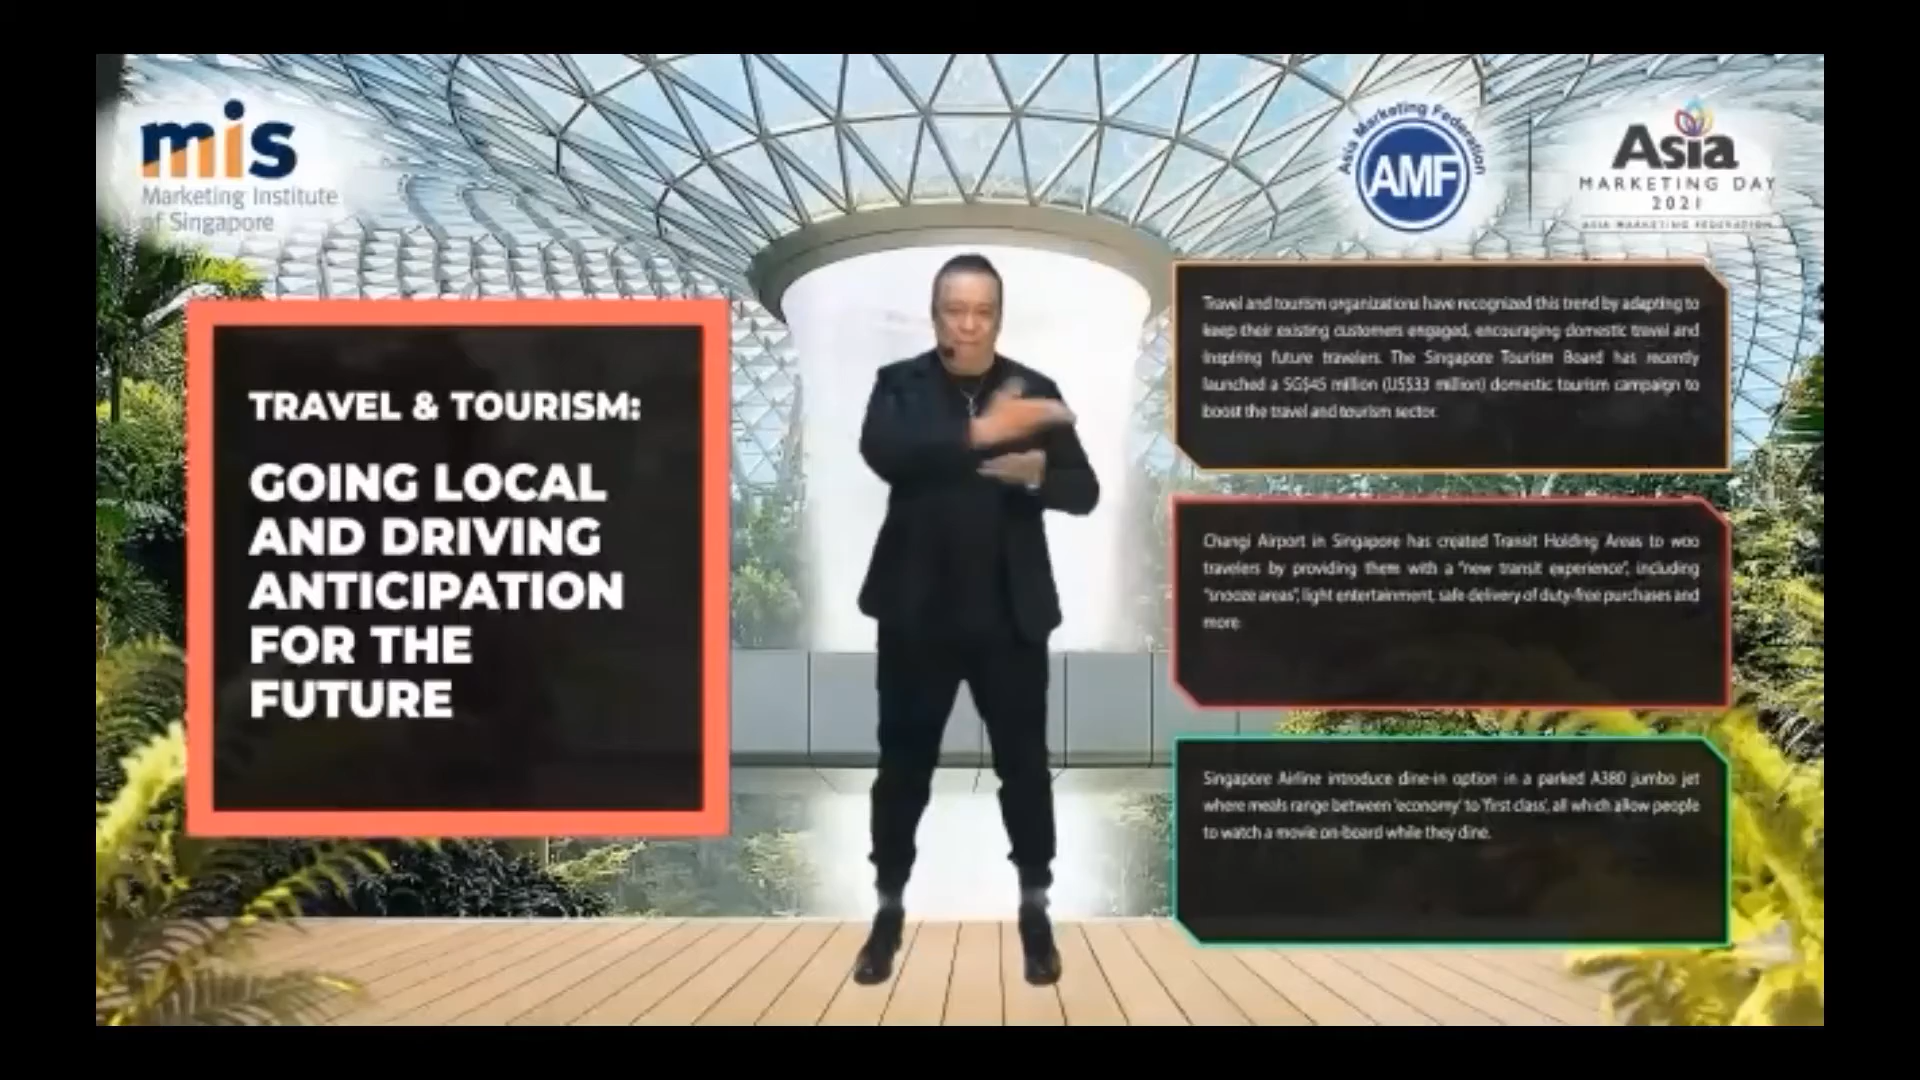 mis
Marketing Institute
of Singapore
Asia Marketing Federation
AMF
Asia
MARKETING DAY
2021
ASIA MARKETING FEDERATION
TRAVEL & TOURISM:
GOING LOCAL
AND DRIVING
ANTICIPATION
FOR THE
FUTURE
Travel and tourism organizations have recognized this trend by adapting to
keep their existing customers engaged, encouraging domestic travel and
inspiring future travelers. The Singapore Tourism Board has recently
launched a SG$45 million (US$33 million) domestic tourism campaign to
boost the travel and tourism sector.
Changi Airport in Singapore has created Transit Holding Areas to woo
travelers by providing them with a "new transit experience", including
"snooze areas", light entertainment, safe delivery of duty-free purchases and
more.
Singapore Airline introduce dine-in option in a parked A380 jumbo jet
where meals range between 'economy' to 'first class', all which allow people
to watch a movie on-board while they dine.